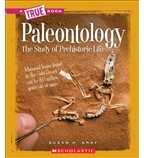 A TRUE BOOK
Paleontology
The Study of Prehistoric Life
SUSAN H. GRAY
SCHOLASTIC